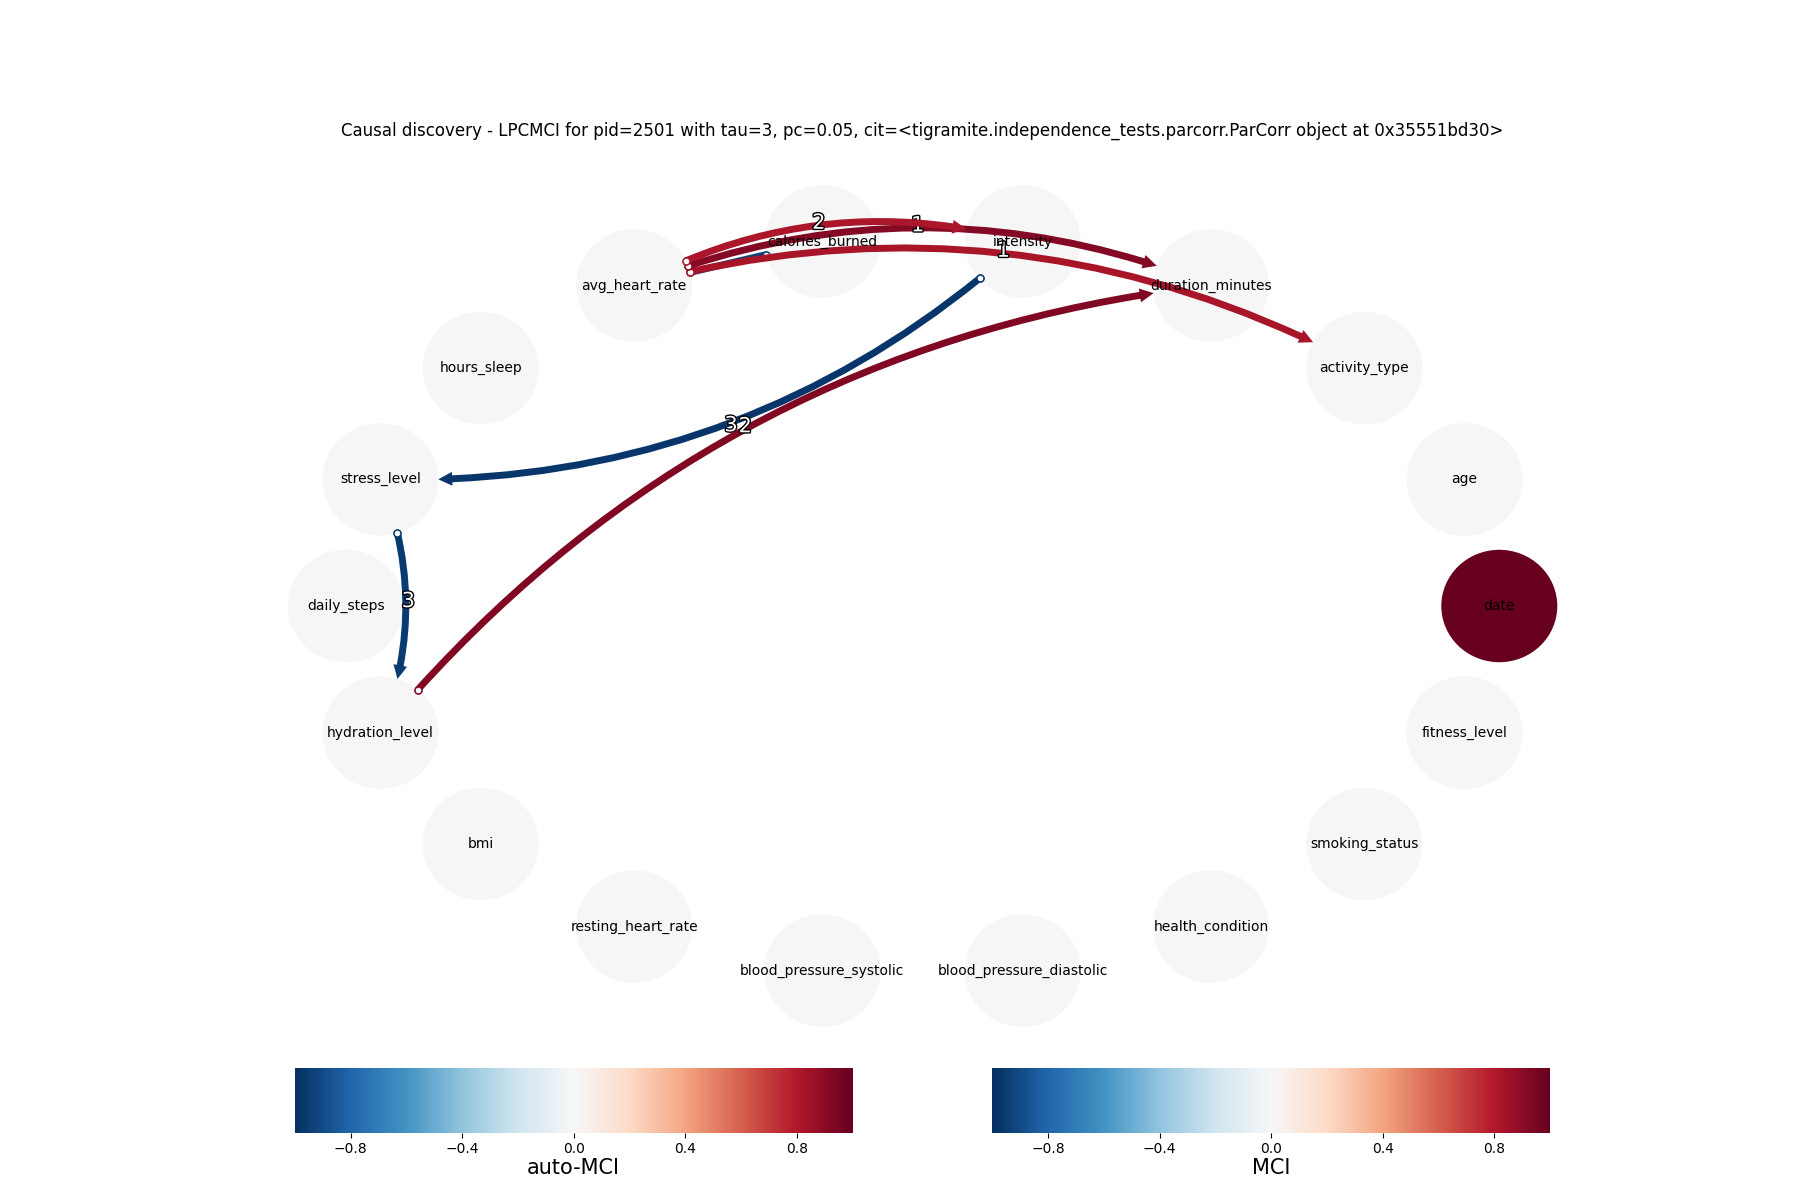 Causal discovery - LPCMCI for pid=2501 with tau=3, pc=0.05, cit=<tigramite.independence_tests.parcorr.ParCorr object at 0x35551bd30>
2
1
calories_burned
intensity
1
avg_heart_rate
duration_minutes
hours_sleep
activity_type
3
2
stress_level
age
3
daily_steps
date
hydration_level
fitness_level
bmi
smoking_status
resting_heart_rate
health_condition
blood_pressure_systolic
blood_pressure_diastolic
−0.8 −0.4 0.0 0.4 0.8
auto-MCI
−0.8 −0.4 0.0 0.4 0.8
MCI